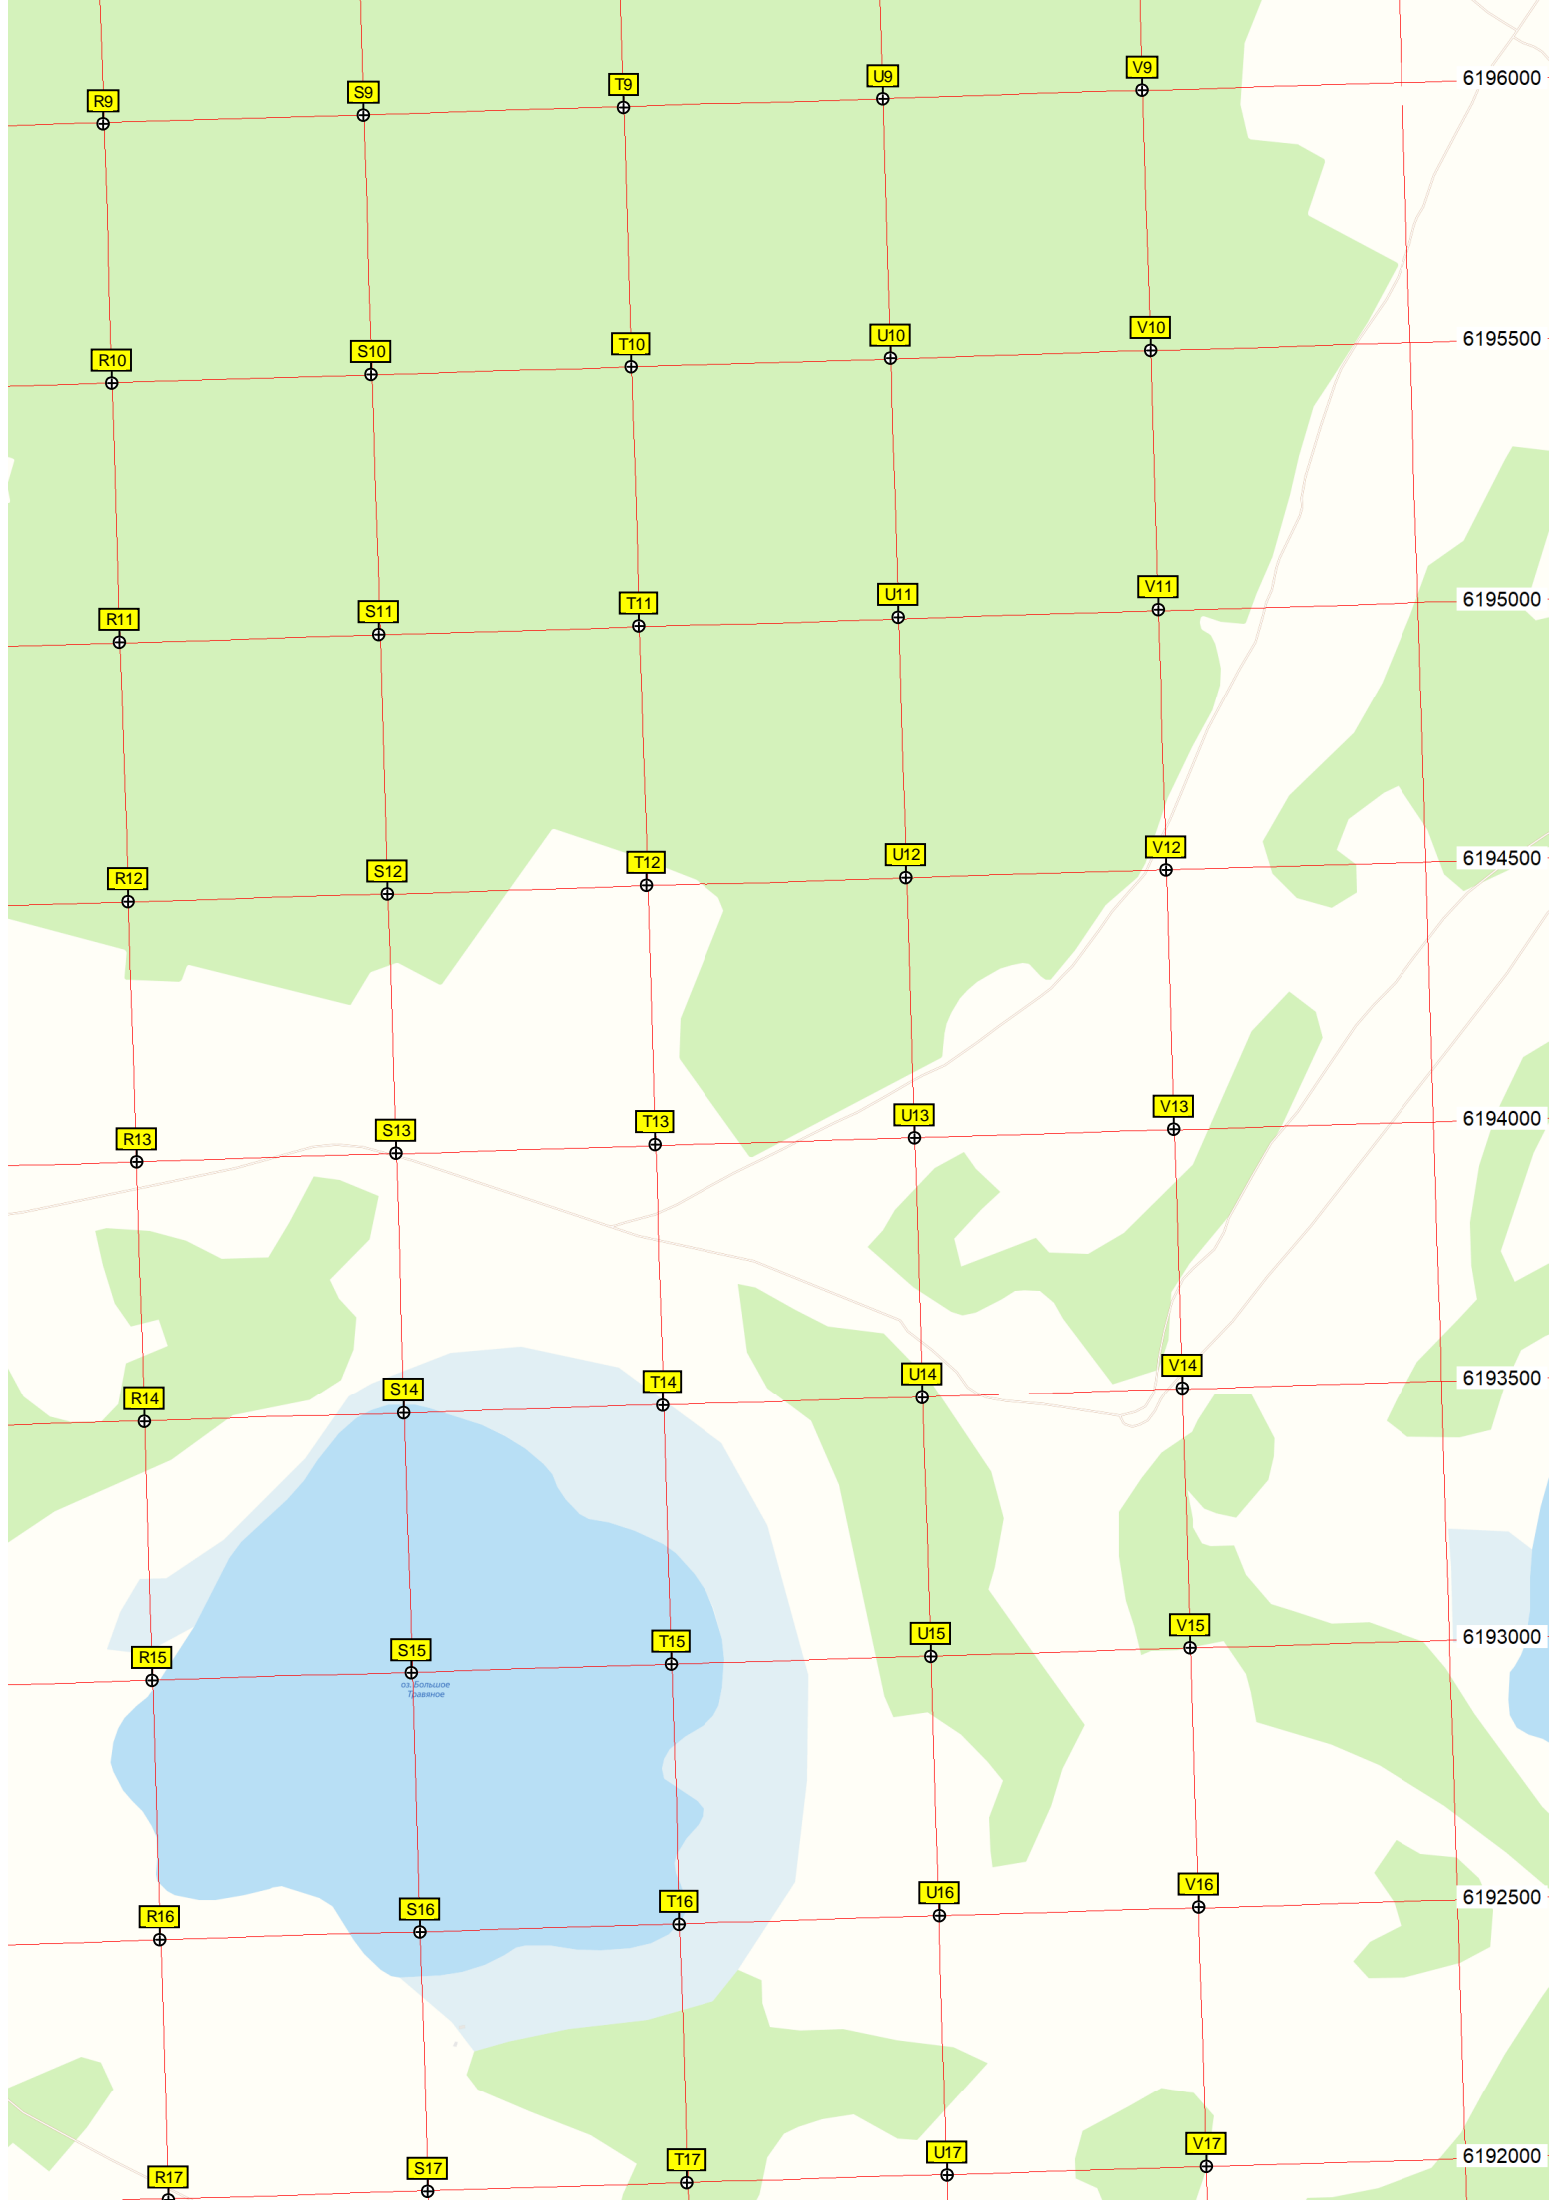 R9 S9 T9 U9 V9 6196000
R10 S10 T10 U10 V10 6195500
R11 S11 T11 U11 V11 6195000
R12 S12 T12 U12 V12 6194500
R13 S13 T13 U13 V13 6194000
R14 S14 T14 U14 V14 6193500
R15 S15 T15 U15 V15 6193000
оз. Большое
Травяное
R16 S16 T16 U16 V16 6192500
R17 S17 T17 U17 V17 6192000